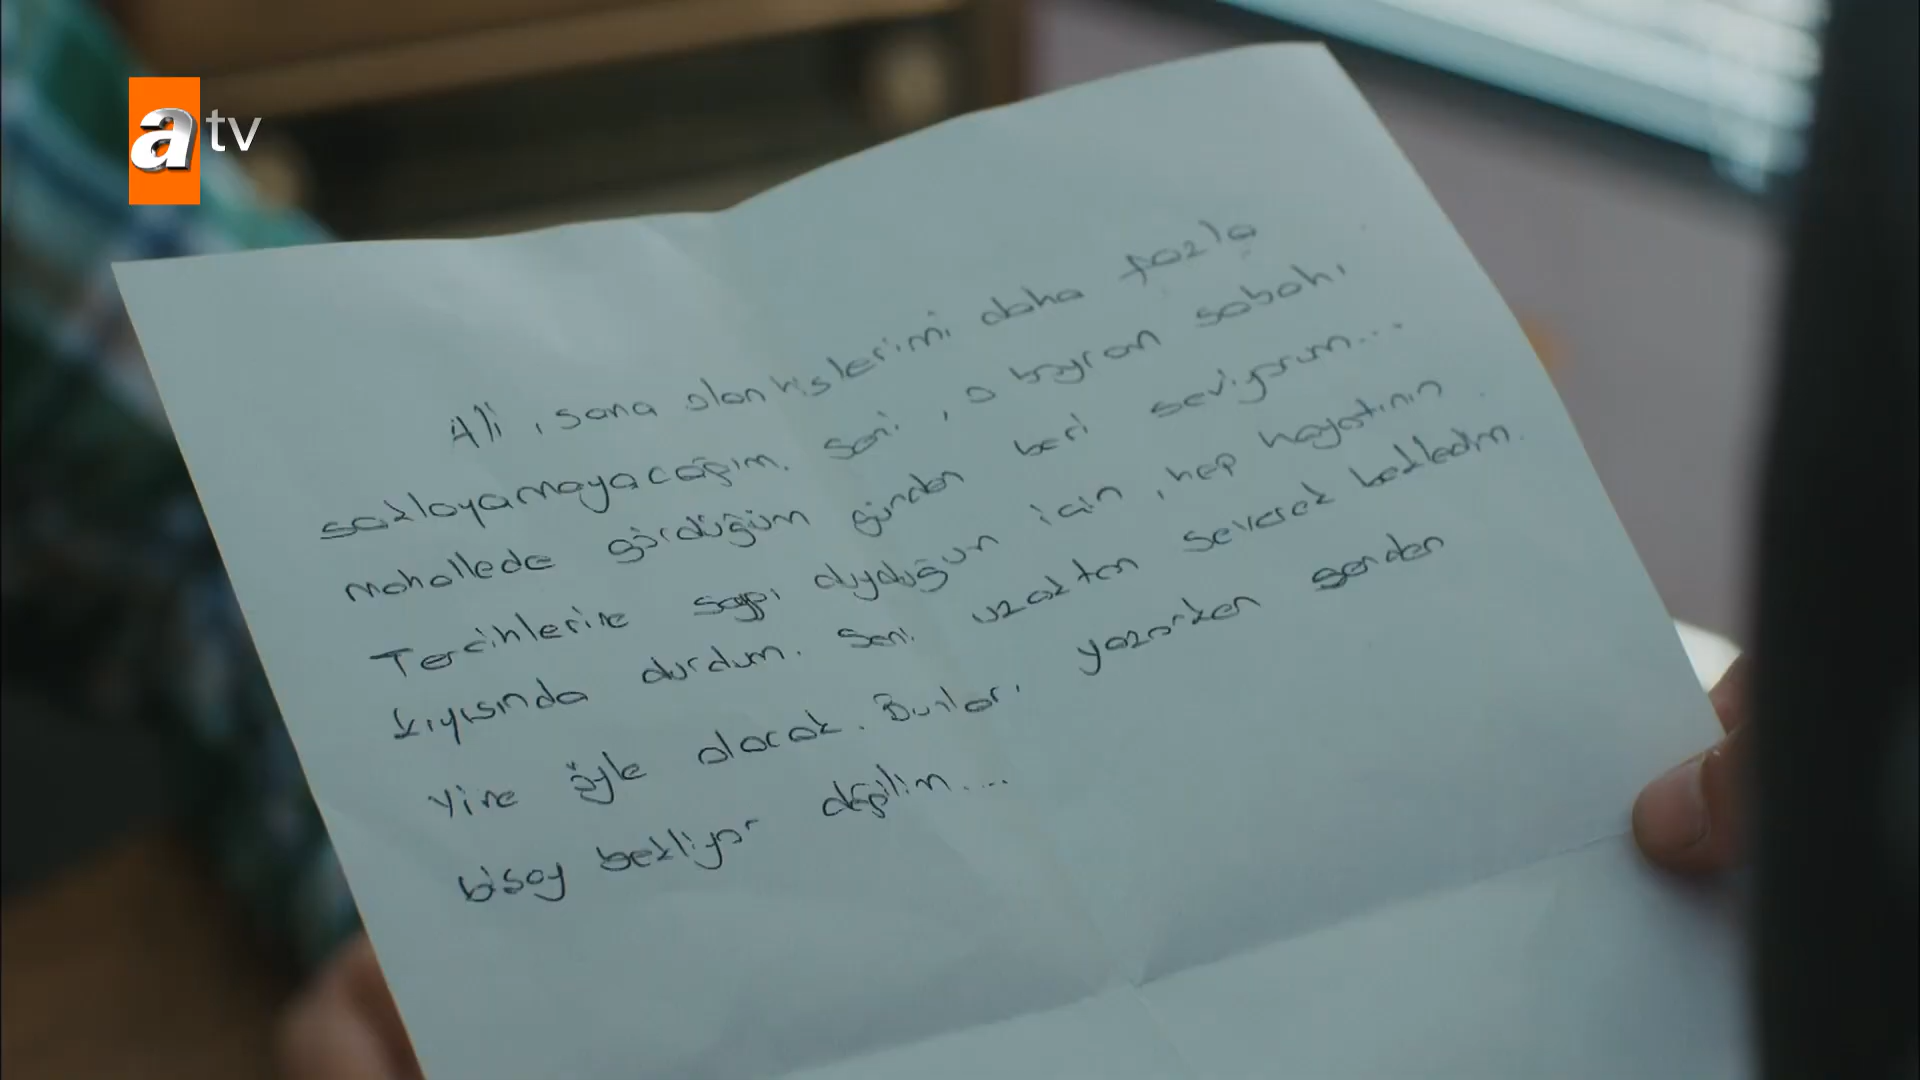 atv
Ali, sana olan hislerimi daha fazla
saklayamayacağım. Seni, o bayram sabahı
mahallede gördüğüm günden beri seviyorum...
Tercihlerine saygı duyduğun için, hep hayatının
kıyısında durdum. Seni uzaktan severek bekledim.
Yine öyle olacak. Bunları yazarken senden
bişey bekliyor değilim....